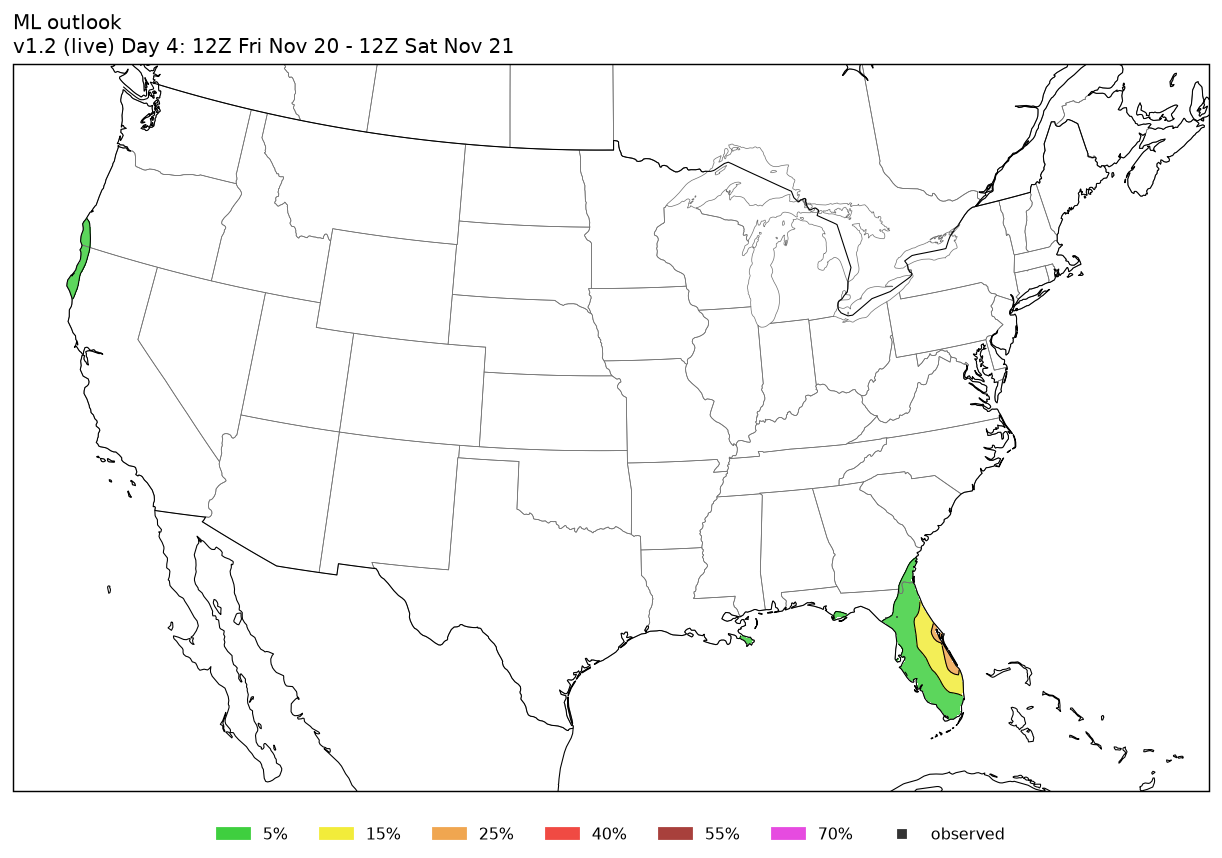 ML outlook
v1.2 (live) Day 4: 12Z Fri Nov 20 - 12Z Sat Nov 21
5% 15% 25% 40% 55% 70% observed